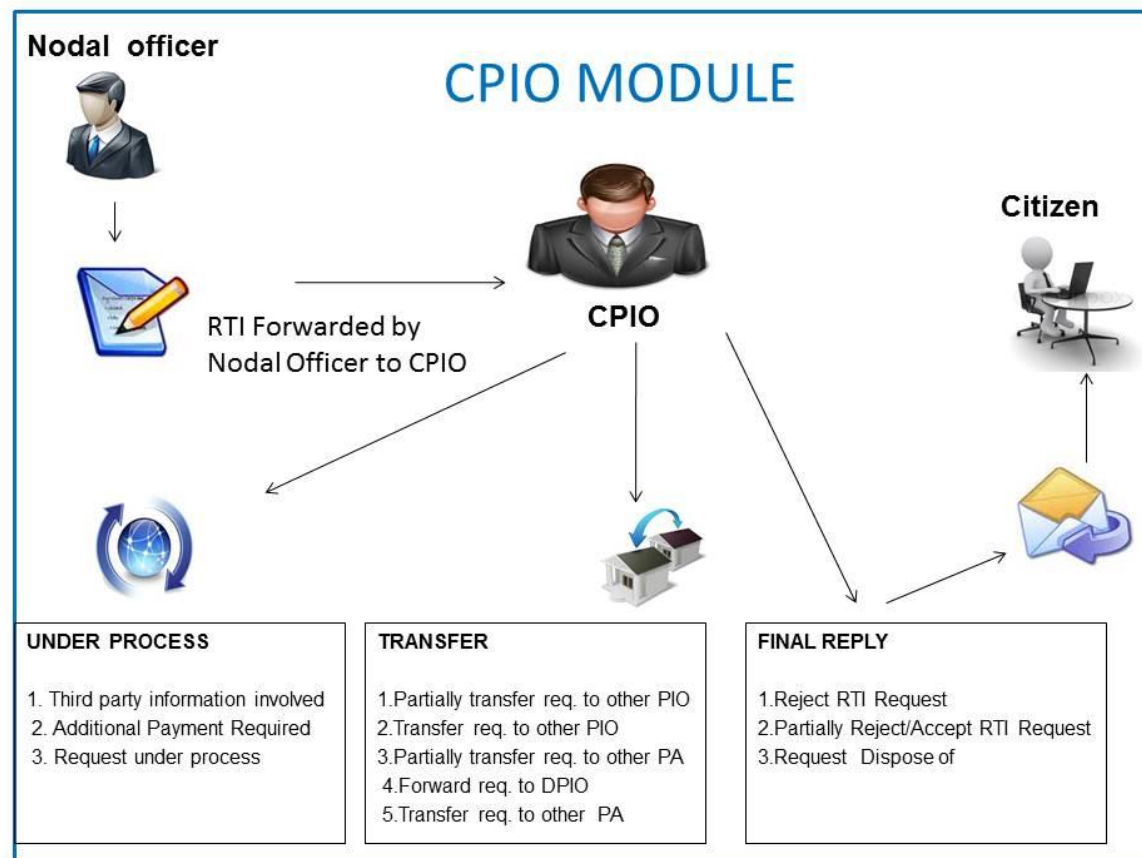 Nodal officer
CPIO MODULE
Citizen
CPIO
RTI Forwarded by
Nodal Officer to CPIO
UNDER PROCESS
1. Third party information involved
2. Additional Payment Required
3. Request under process
TRANSFER
1.Partially transfer req. to other PIO
2.Transfer req. to other PIO
3.Partially transfer req. to other PA
4.Forward req. to DPIO
5.Transfer req. to other PA
FINAL REPLY
1.Reject RTI Request
2.Partially Reject/Accept RTI Request
3.Request Dispose of